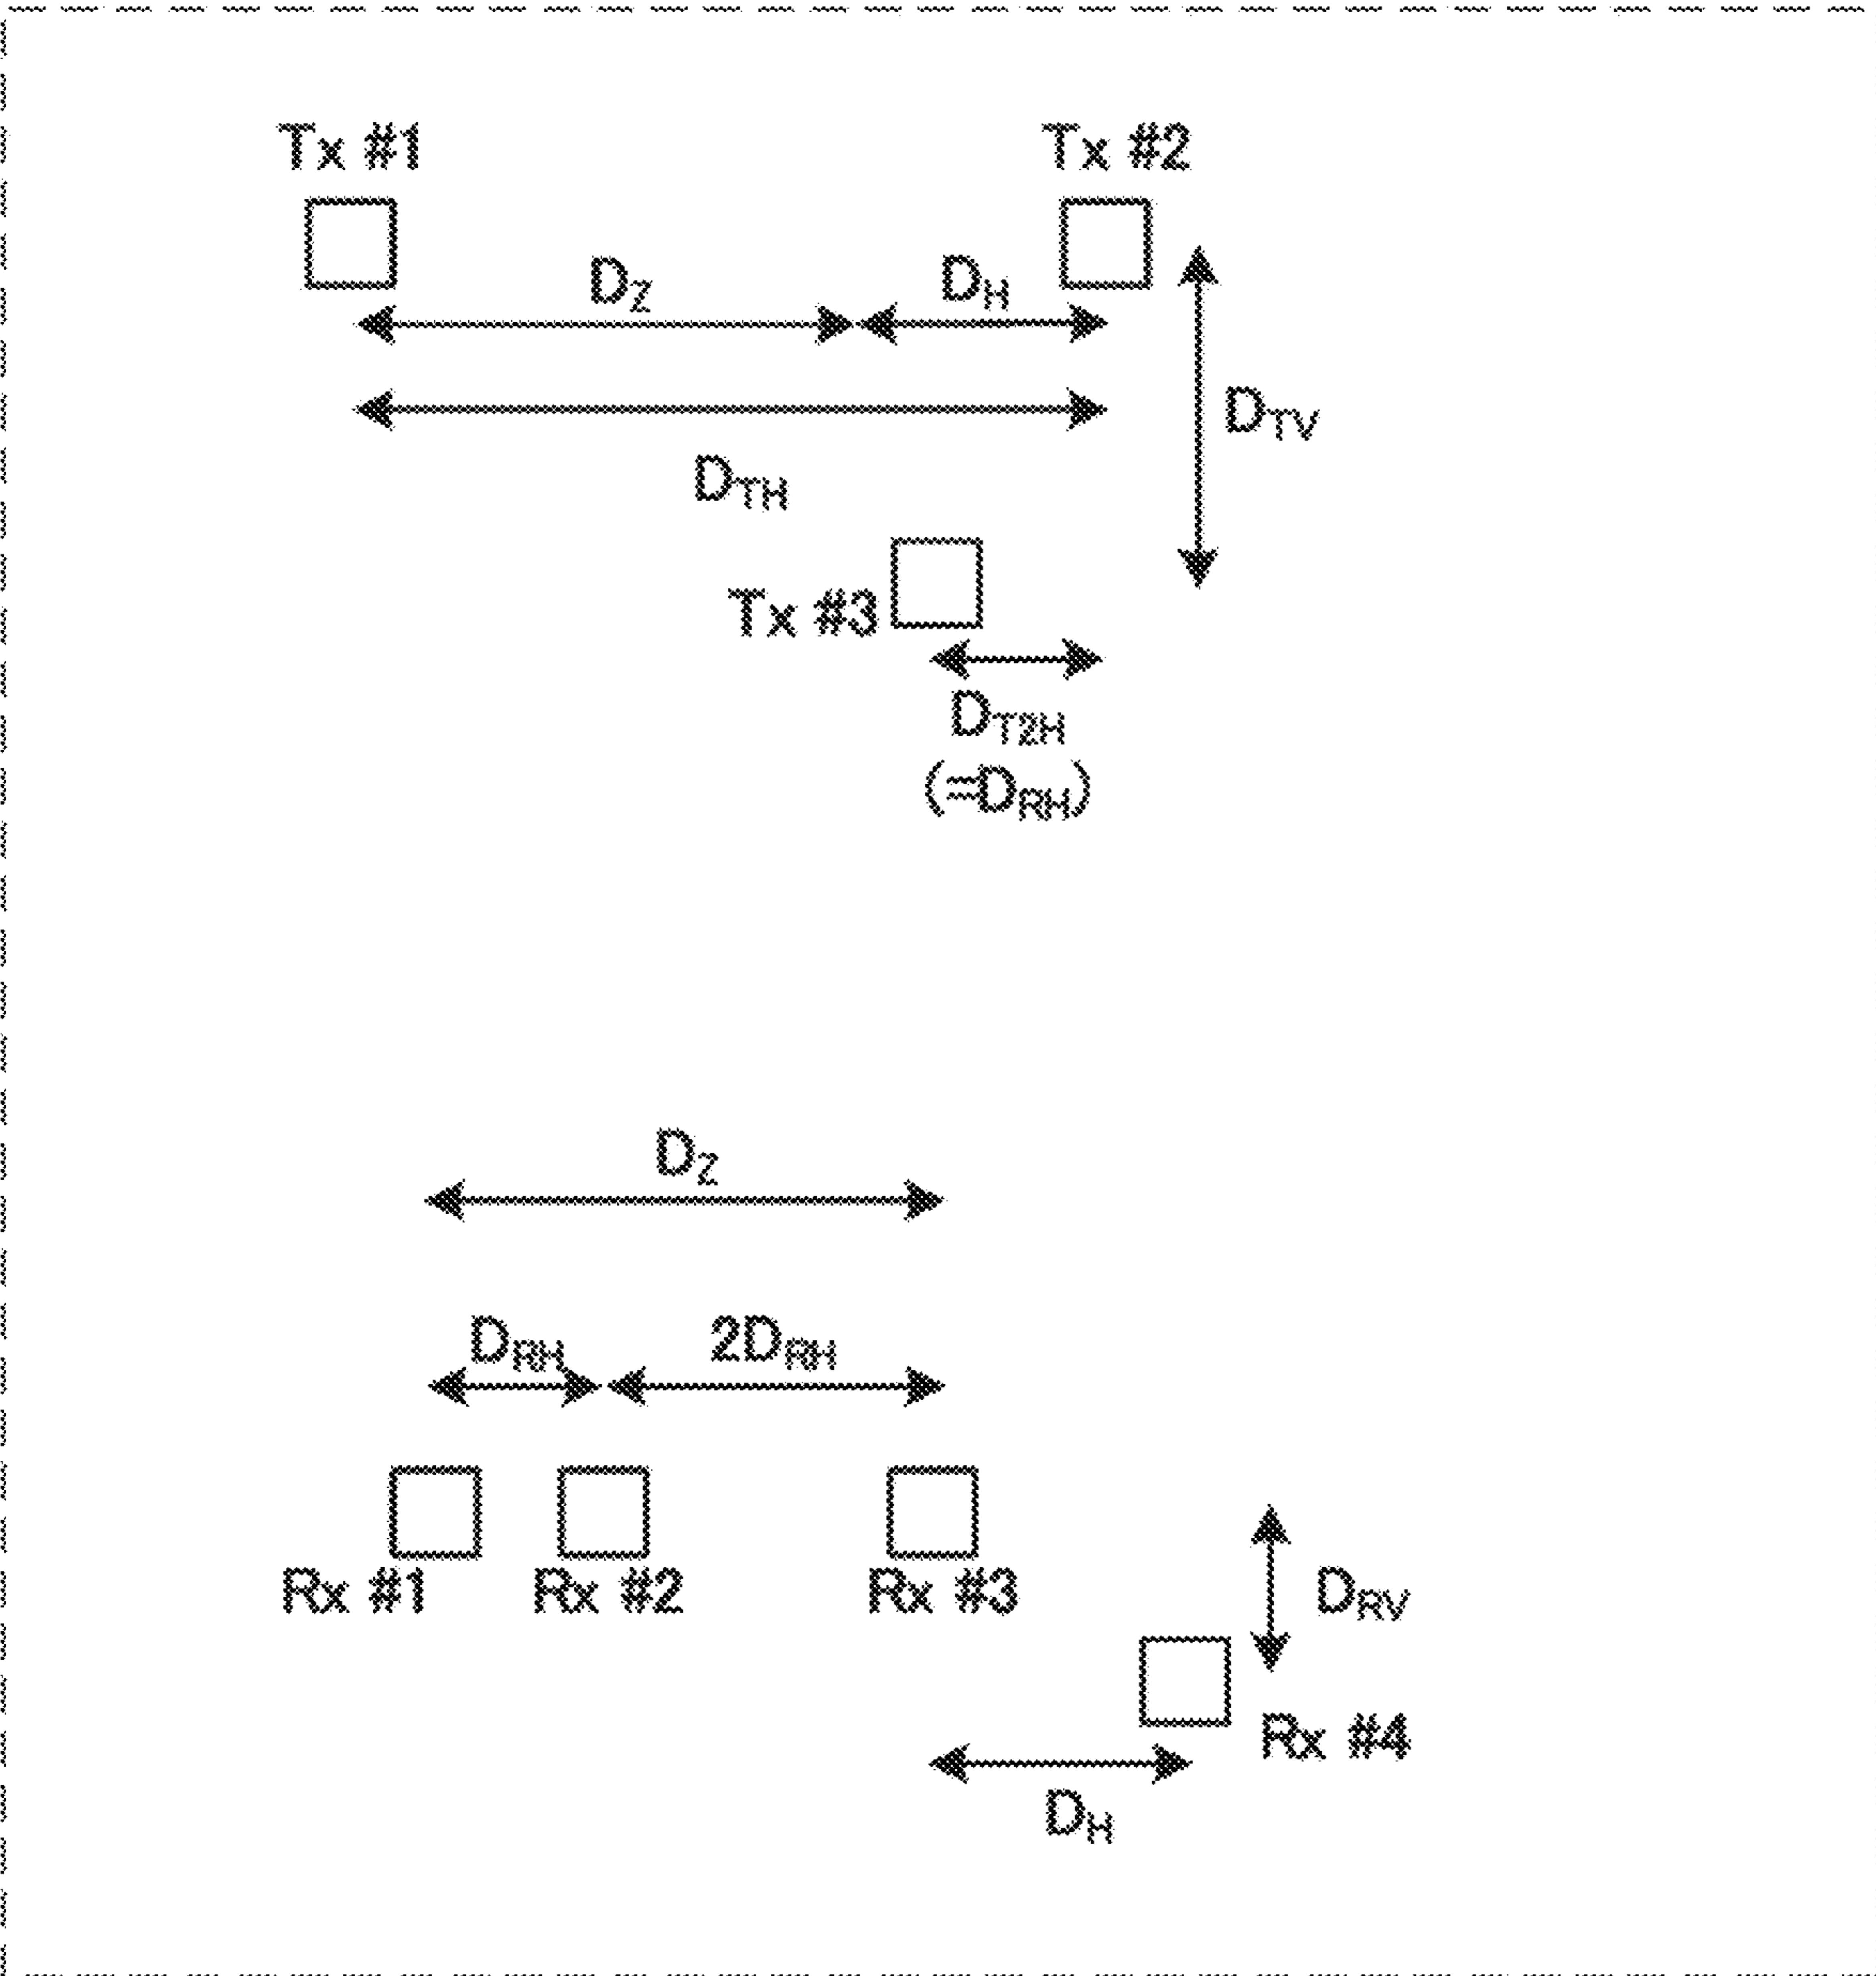 Tx #1
Tx #2
DZ
DH
DTV
DTH
Tx #3
DT2H
(=DRH)
DZ
DRH
2DRH
Rx #1
Rx #2
Rx #3
DRV
Rx #4
DH